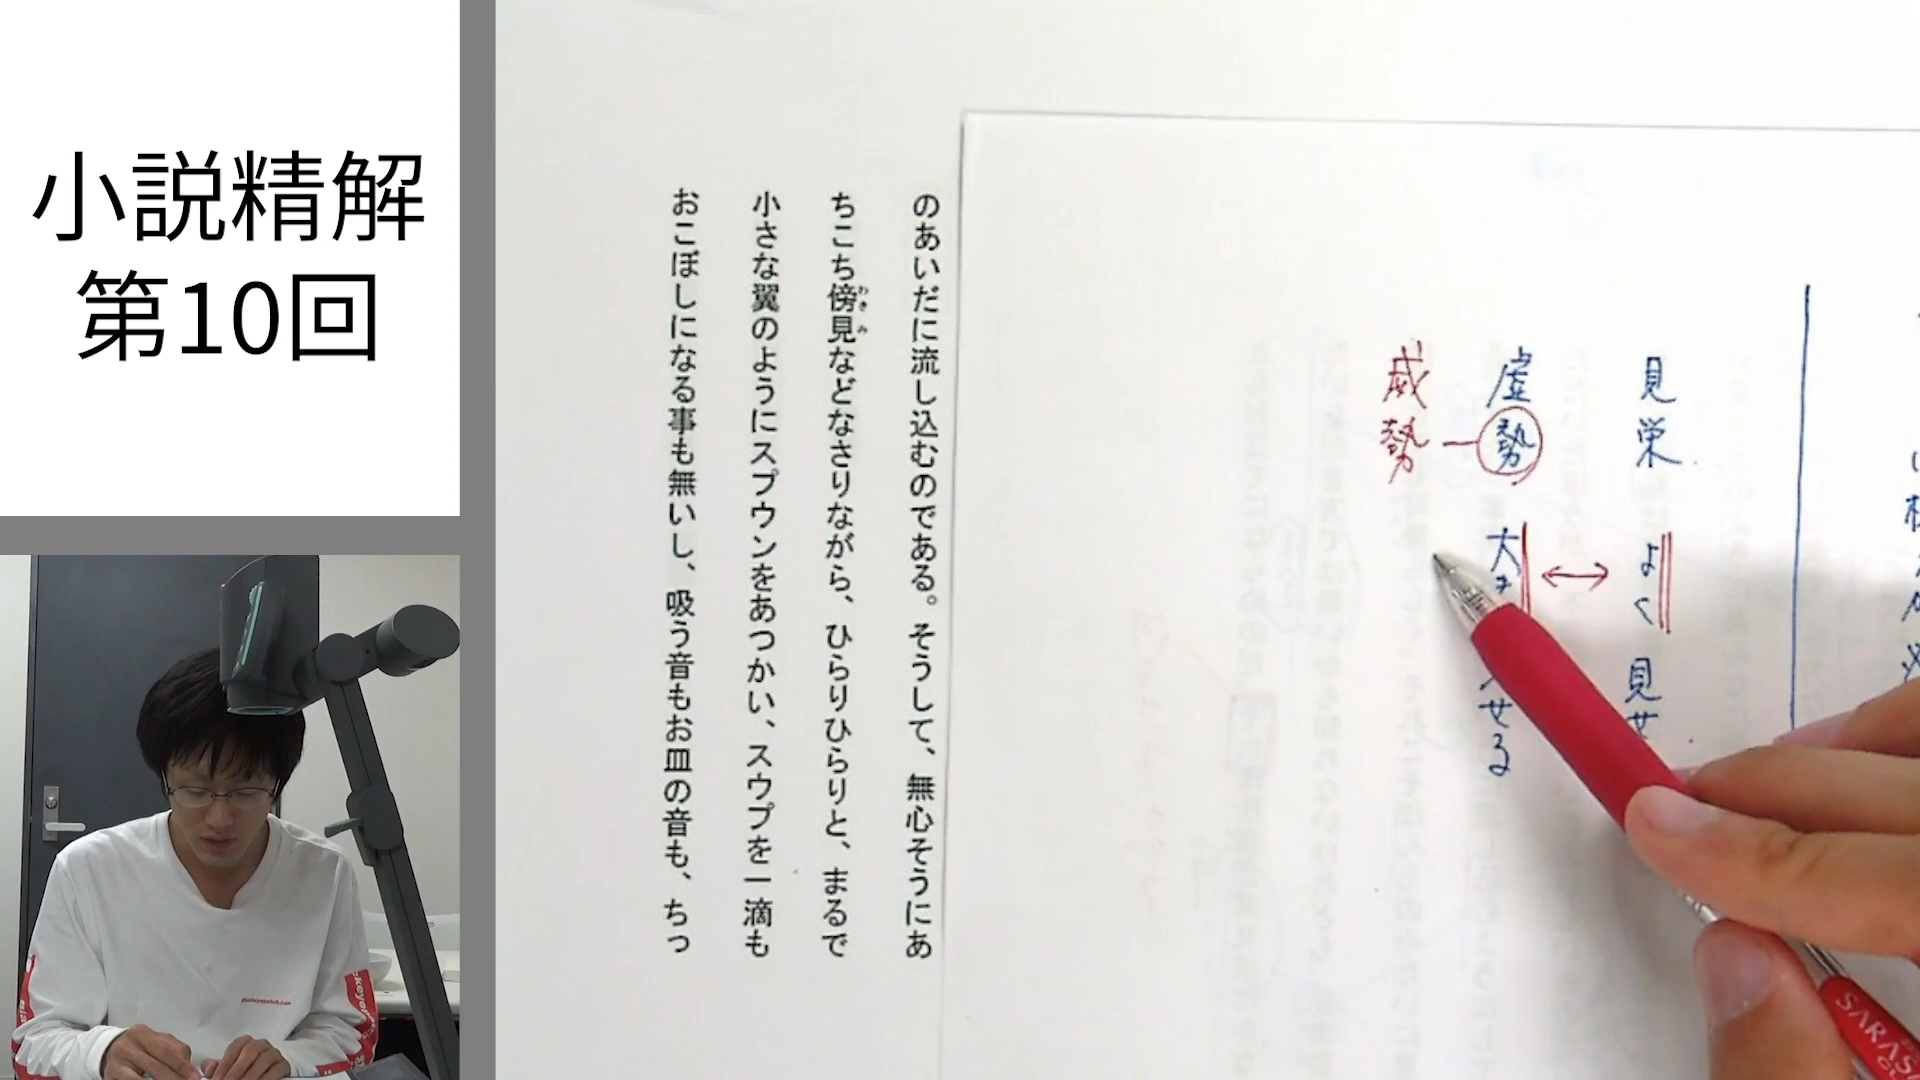 小説精解
第10回
見栄 よく見せ
虚勢 大き せる
威勢
のあいだに流し込むのである。そうして、無心そうにあ
ちこち傍見などなさりながら、ひらりひらりと、まるで
わきみ
小さな翼のようにスプウンをあつかい、スウプを一滴も
おこぼしになる事も無いし、吸う音もお皿の音も、ちっ
SARAS